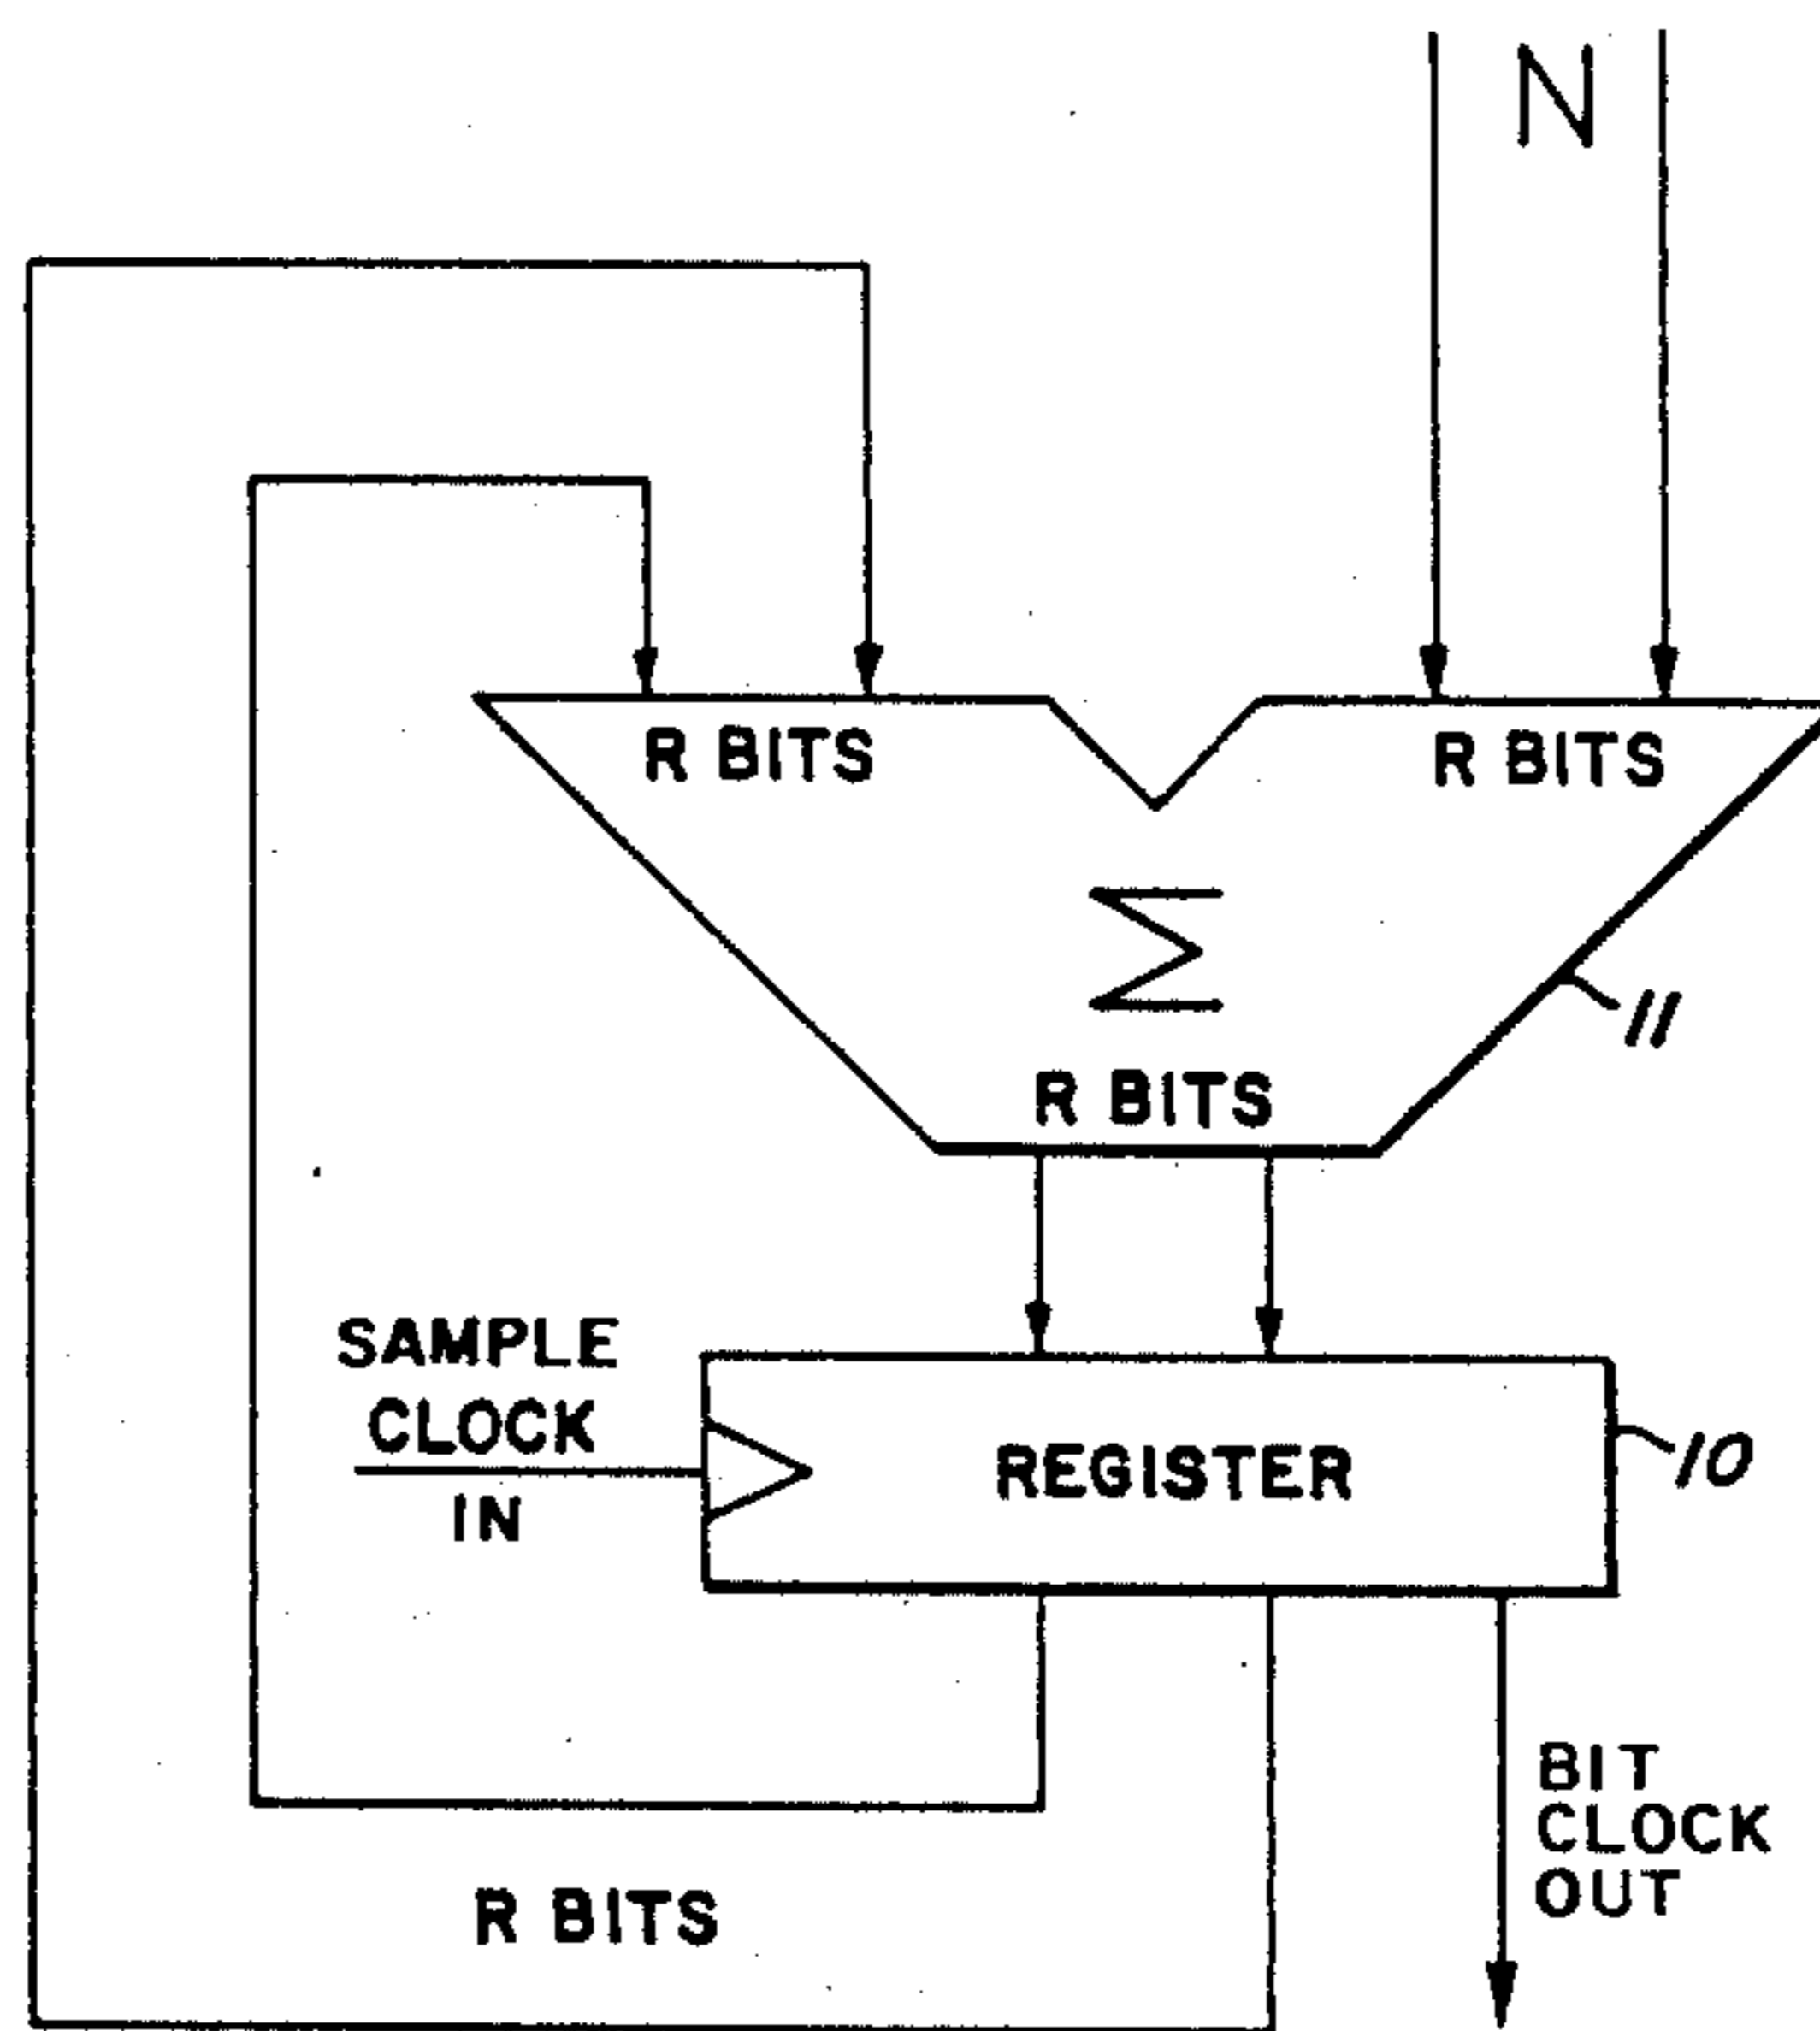 N
R BITS
R BITS
Σ
11
R BITS
SAMPLE
CLOCK
IN
REGISTER
10
BIT
CLOCK
OUT
R BITS